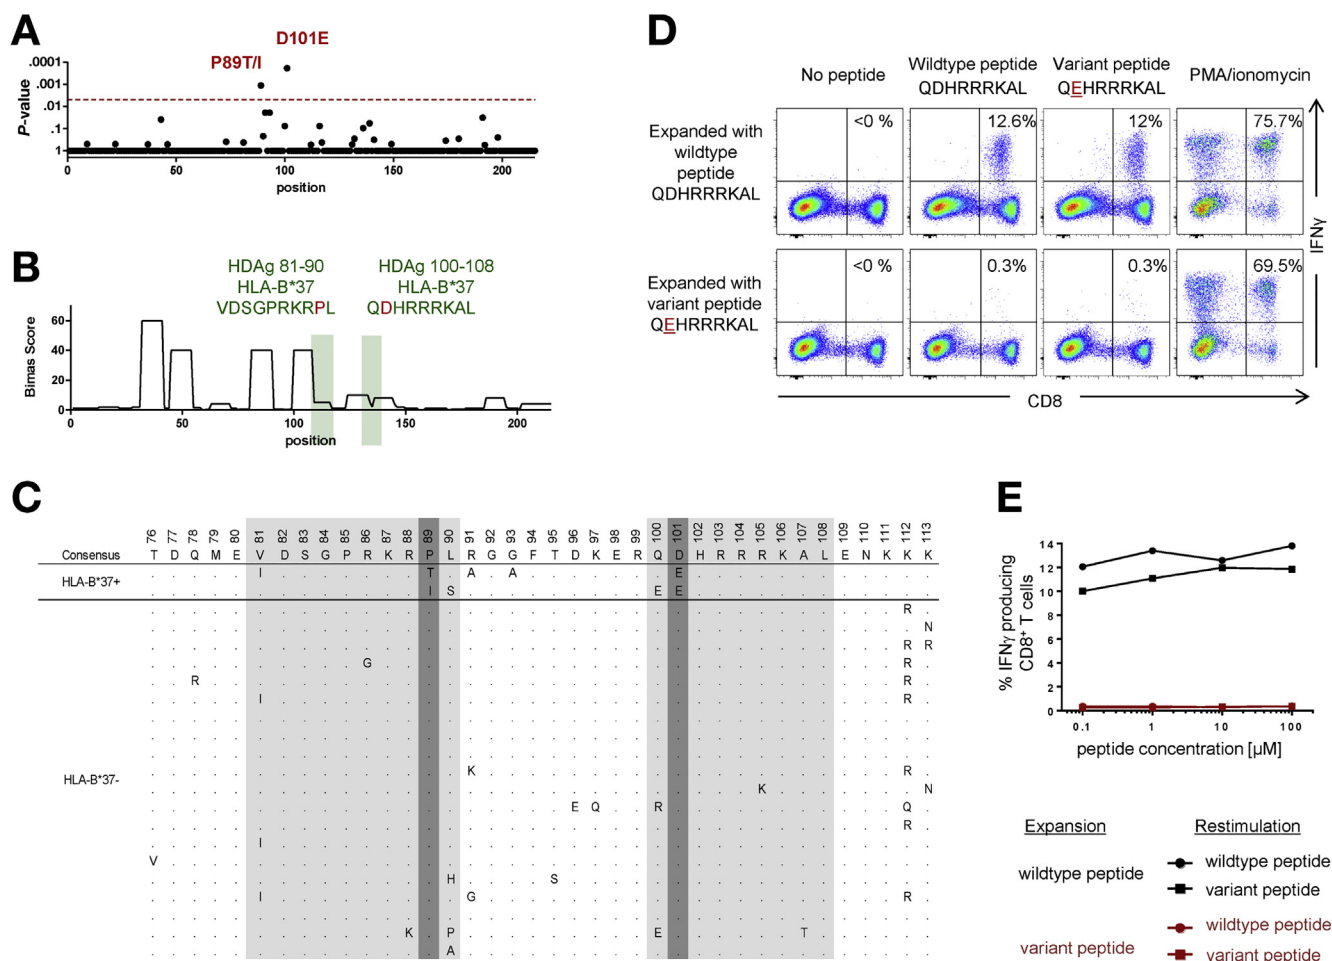 A
D101E
P89T/I
.0001
.001
.01
.1
1
P-value
0 50 100 150 200
position
B
HDAg 81-90
HLA-B*37
VDSGPRKRPL
HDAg 100-108
HLA-B*37
QDHRRRKAL
Bimas Score
60
40
20
0
0 50 100 150 200
position
C
76 77 78 79 80 81 82 83 84 85 86 87 88 89 90 91 92 93 94 95 96 97 98 99 100 101 102 103 104 105 106 107 108 109 110 111 112 113
Consensus T D Q M E V D S G P R K R P L R G G F T D K E R Q D H R R R K A L E N K K K
HLA-B*37+
I T A A E
I S E E
HLA-B*37-
R
N
R R
G R
R R
I R
K R
K N
E Q R Q
R
I
V
H S
I G R
K P E T
A
D
No peptide
Wildtype peptide
QDHRRRKAL
Variant peptide
QEHRRRKAL
PMA/ionomycin
Expanded with
wildtype
peptide
QDHRRRKAL
<0 %
12.6%
12%
75.7%
Expanded with
variant peptide
QEHRRRKAL
<0 %
0.3%
0.3%
69.5%
IFNγ
CD8
E
% IFNγ producing
CD8+ T cells
14
12
10
8
6
4
2
0
0.1 1 10 100
peptide concentration [µM]
Expansion Restimulation
wildtype peptide
wildtype peptide
variant peptide
variant peptide
wildtype peptide
variant peptide